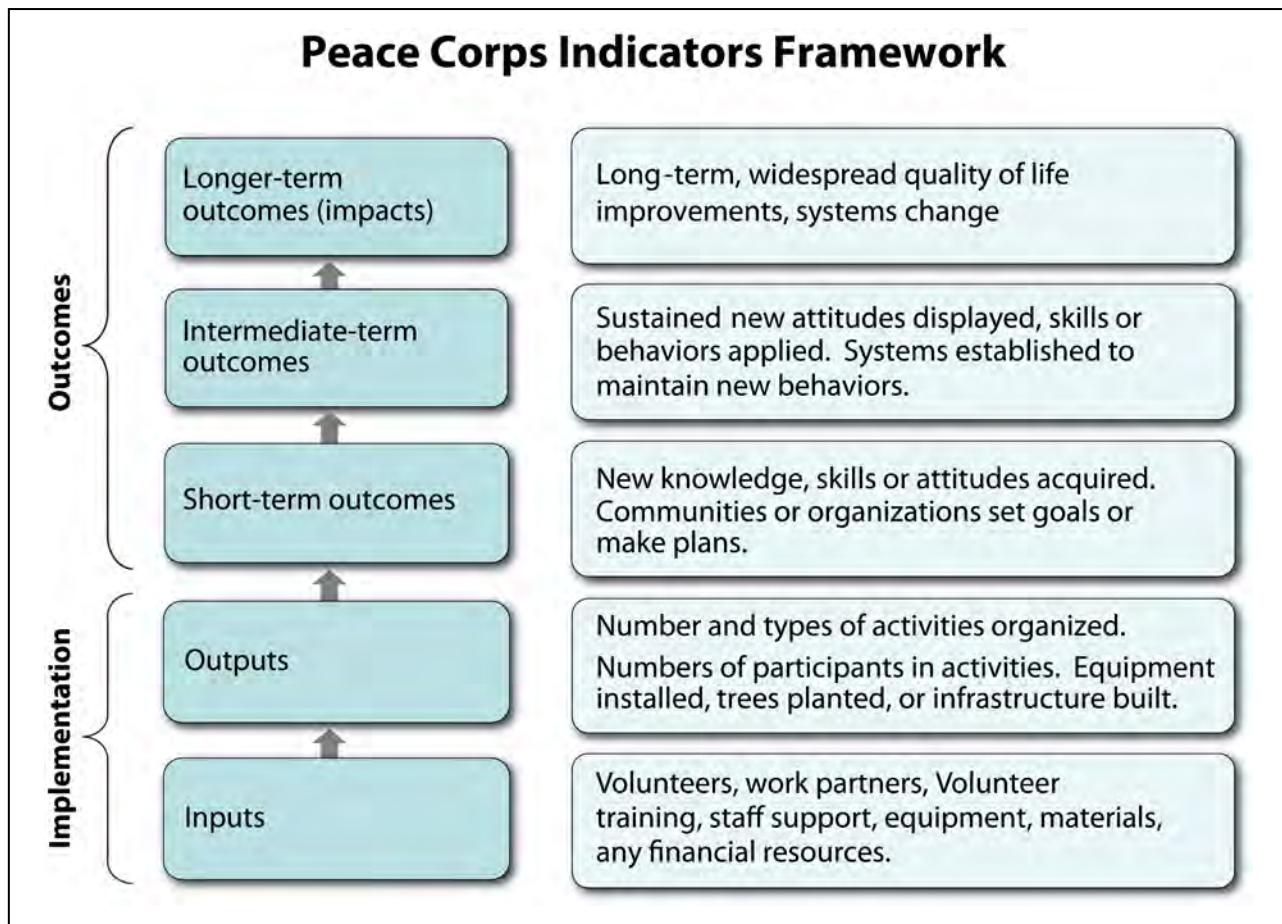 Peace Corps Indicators Framework
Outcomes
Longer-term
outcomes (impacts)
Long-term, widespread quality of life
improvements, systems change
Intermediate-term
outcomes
Sustained new attitudes displayed, skills or
behaviors applied.  Systems established to
maintain new behaviors.
Short-term outcomes
New knowledge, skills or attitudes acquired.
Communities or organizations set goals or
make plans.
Implementation
Outputs
Number and types of activities organized.
Numbers of participants in activities.  Equipment
installed, trees planted, or infrastructure built.
Inputs
Volunteers, work partners, Volunteer
training, staff support, equipment, materials,
any financial resources.